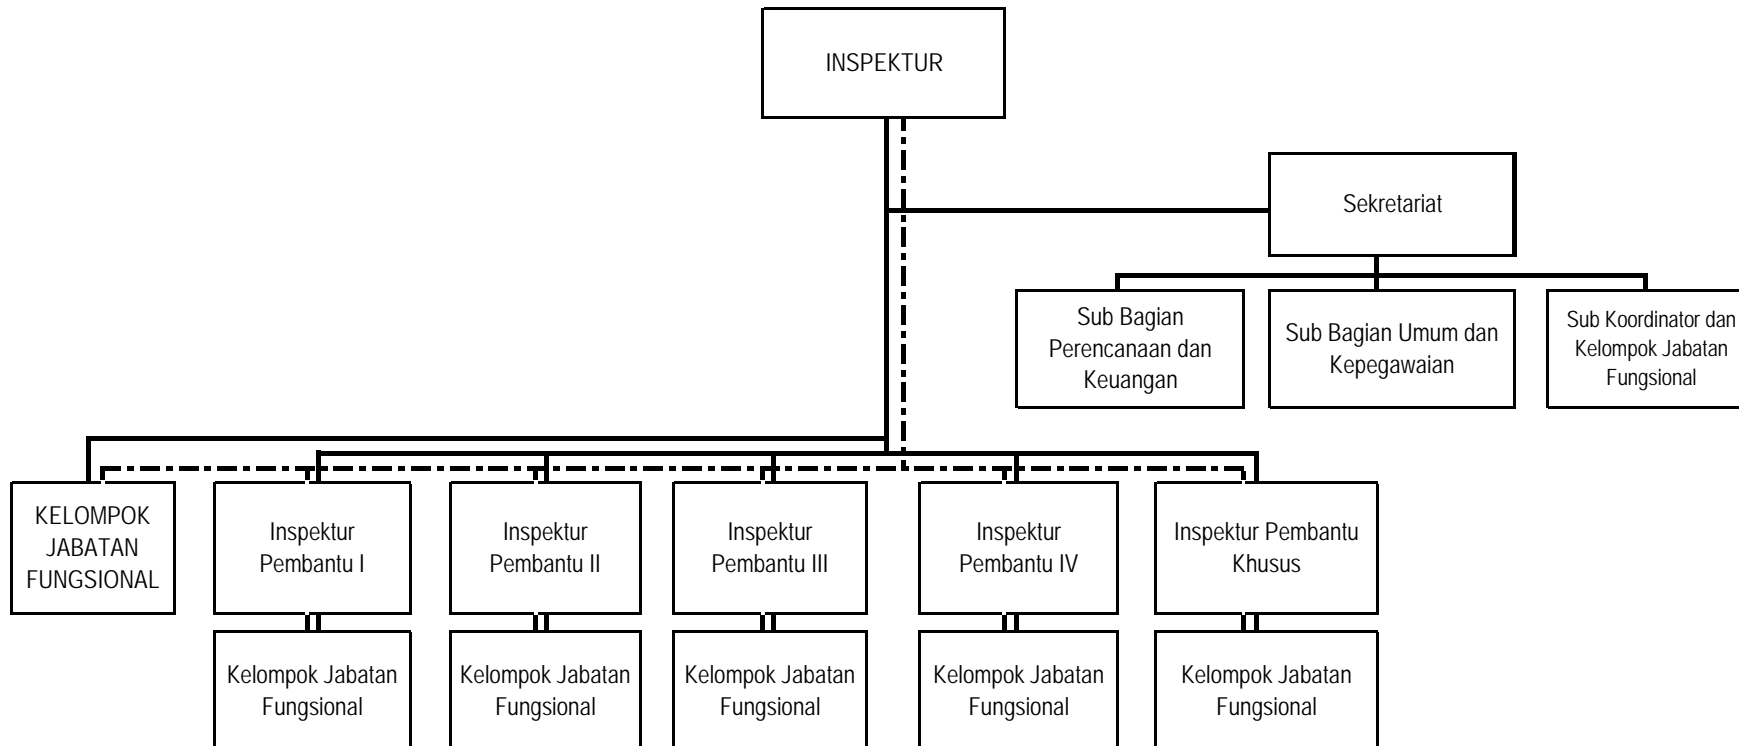 INSPEKTUR
Sekretariat
Sub Bagian
Perencanaan dan
Keuangan
Sub Bagian Umum dan
Kepegawaian
Sub Koordinator dan
Kelompok Jabatan
Fungsional
KELOMPOK
JABATAN
FUNGSIONAL
Inspektur
Pembantu I
Inspektur
Pembantu II
Inspektur
Pembantu III
Inspektur
Pembantu IV
Inspektur Pembantu
Khusus
Kelompok Jabatan
Fungsional
Kelompok Jabatan
Fungsional
Kelompok Jabatan
Fungsional
Kelompok Jabatan
Fungsional
Kelompok Jabatan
Fungsional